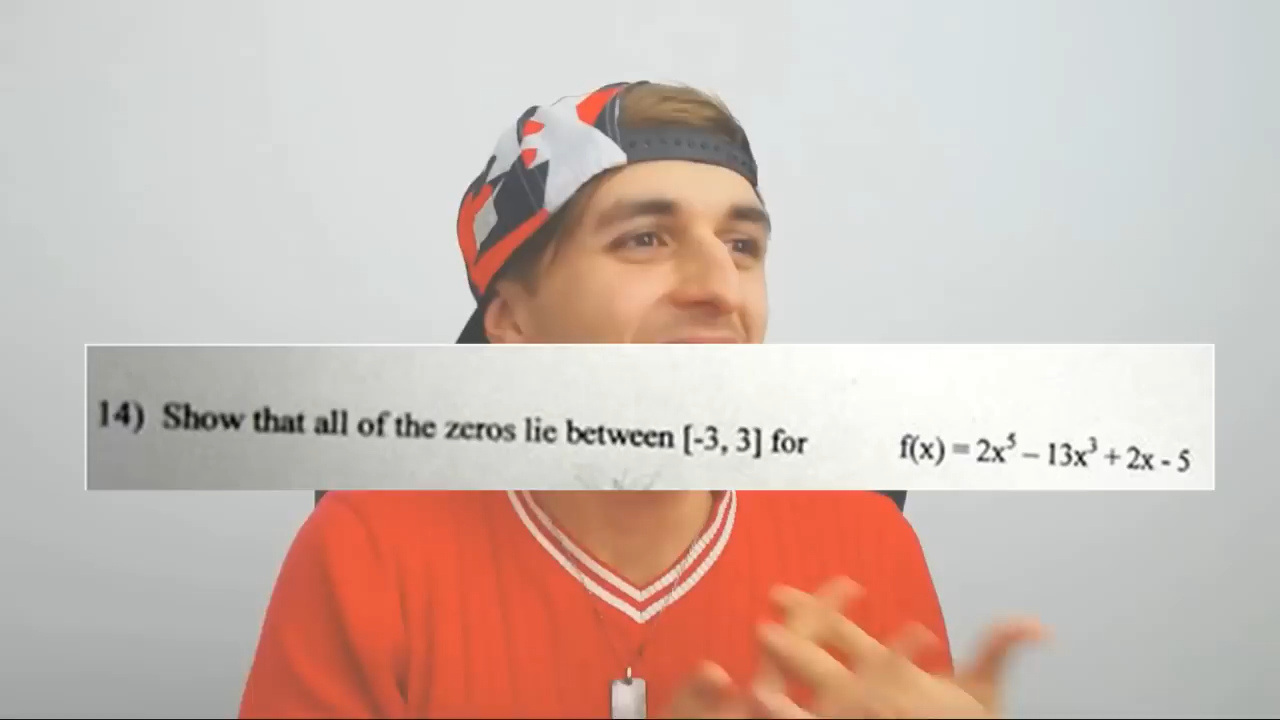 14) Show that all of the zeros lie between [-3, 3] for f(x) = 2x⁵ – 13x³ + 2x - 5